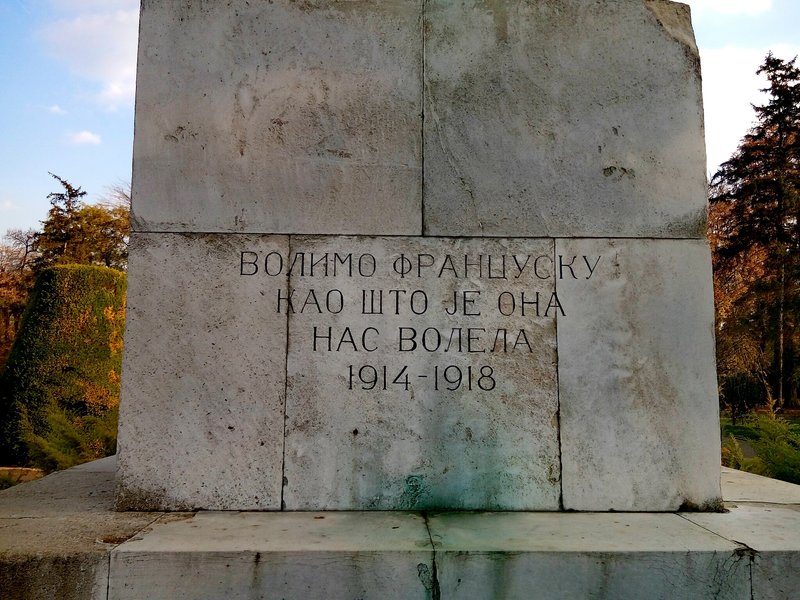 ВОЛИМО ФРАНЦУСКУ
КАО ШТО ЈЕ ОНА
НАС ВОЛЕЛА
1914-1918